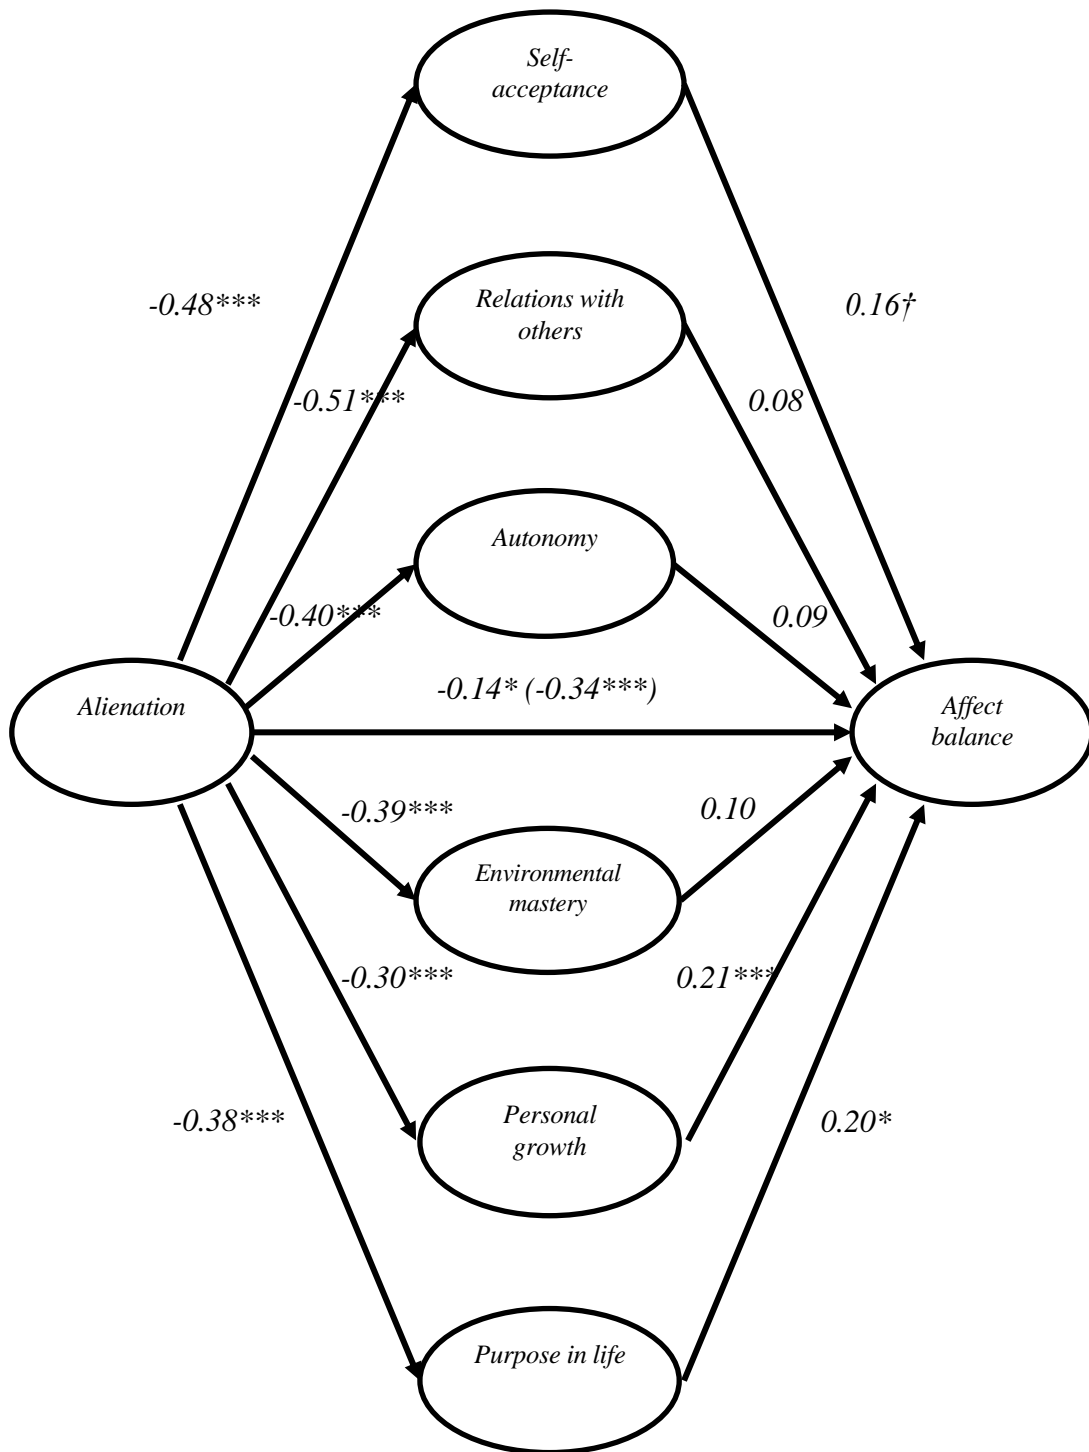 Self-
acceptance
-0.48***
Relations with
others
0.16†
-0.51***
0.08
Autonomy
-0.40***
0.09
-0.14* (-0.34***)
Alienation
Affect
balance
-0.39***
0.10
Environmental
mastery
-0.30***
0.21***
Personal
growth
-0.38***
0.20*
Purpose in life